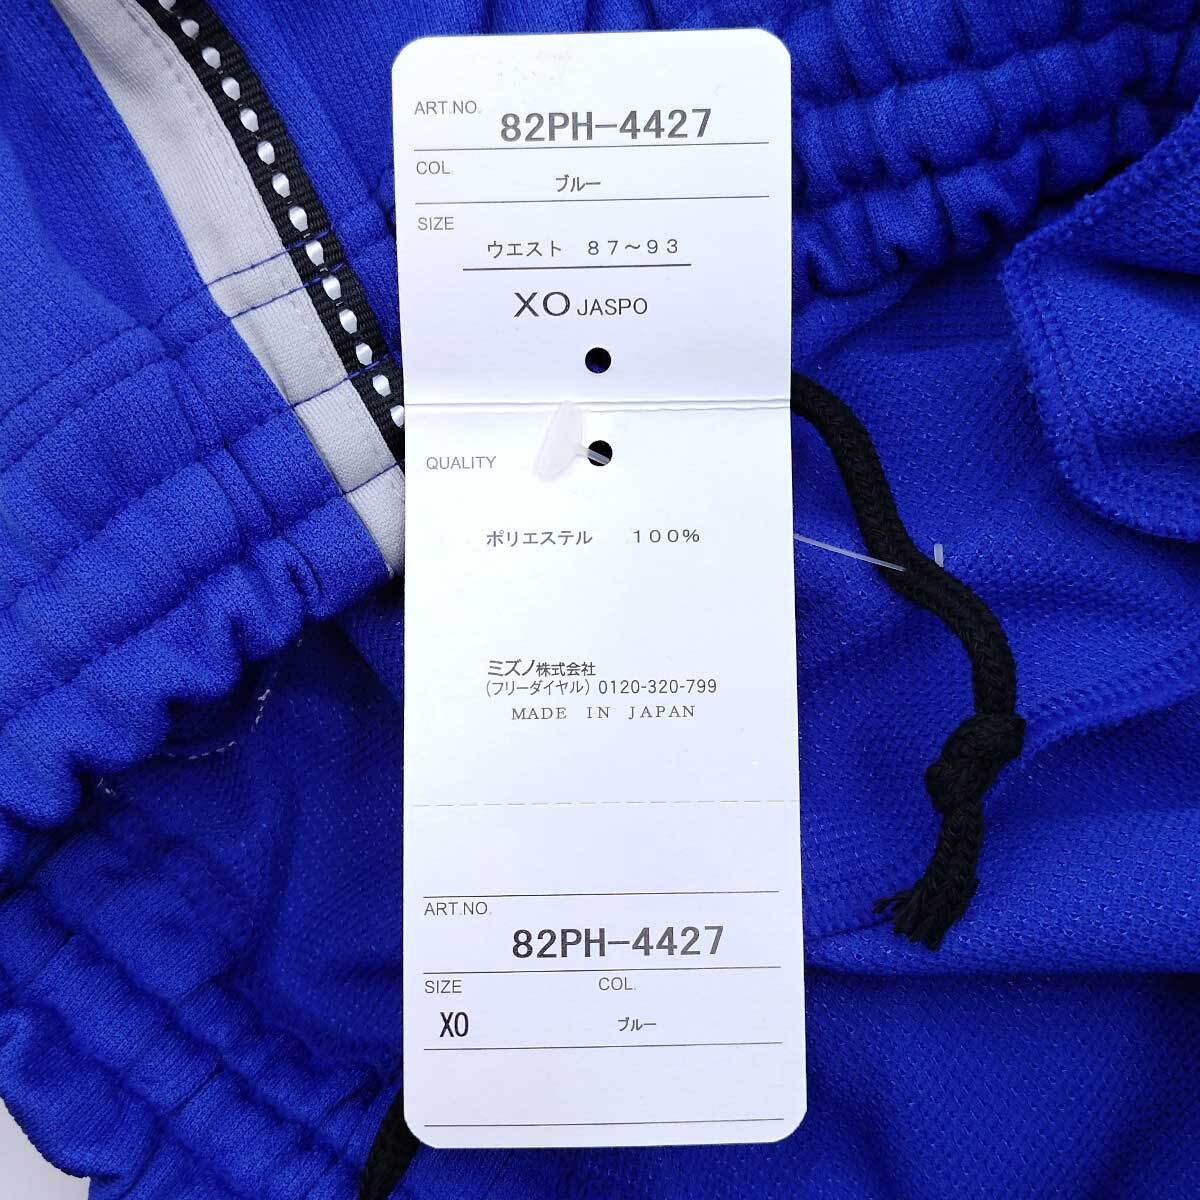 ART.NO.
82PH-4427
COL.
ブルー
SIZE
ウエスト 87~93
XO JASPO
QUALITY
ポリエステル 100%
ミズノ株式会社
(フリーダイヤル) 0120-320-799
MADE IN JAPAN
ART.NO.
82PH-4427
SIZE COL.
XO ブルー